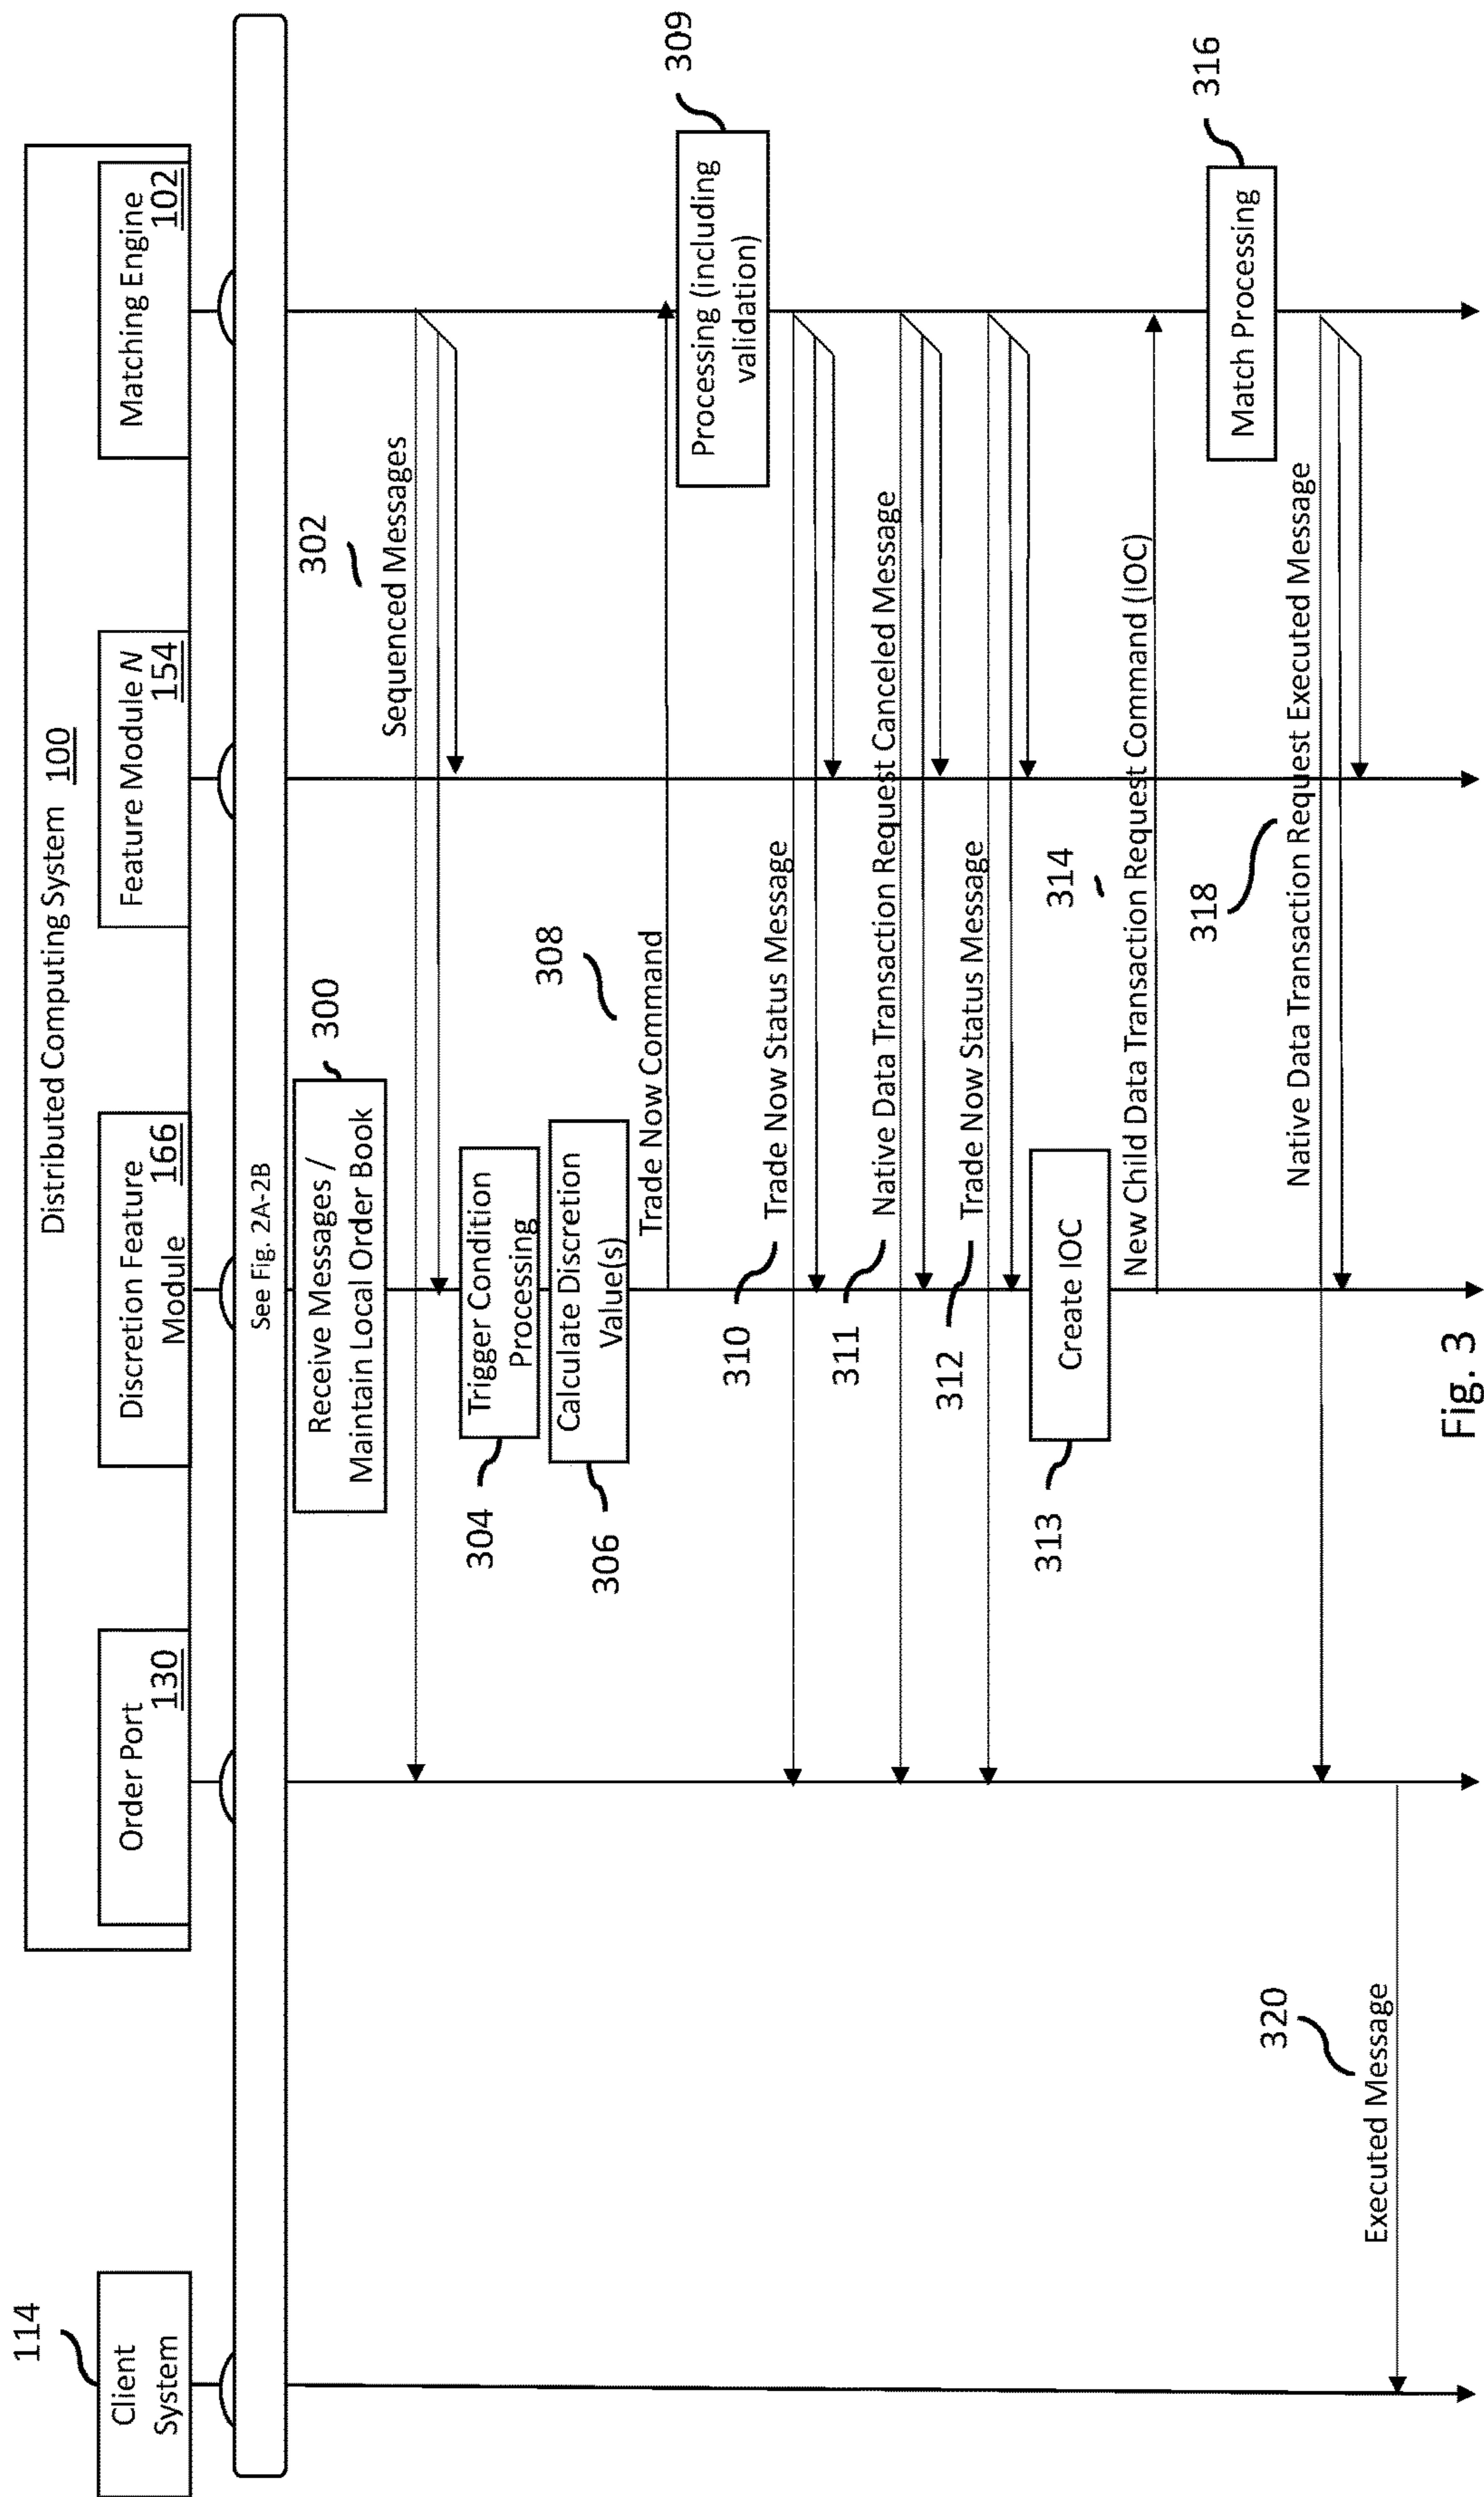 Distributed Computing System 100
114
Client
System
Order Port
130
Discretion Feature
Module
166
Feature Module N
154
Matching Engine
102
See Fig. 2A-2B
Receive Messages /
Maintain Local Order Book
300
302
Sequenced Messages
304
Trigger Condition
Processing
306
Calculate Discretion
Value(s)
308
Trade Now Command
309
Processing (including
validation)
310
Trade Now Status Message
311
Native Data Transaction Request Canceled Message
312
Trade Now Status Message
313
Create IOC
314
New Child Data Transaction Request Command (IOC)
316
Match Processing
318
Native Data Transaction Request Executed Message
320
Executed Message
Fig. 3